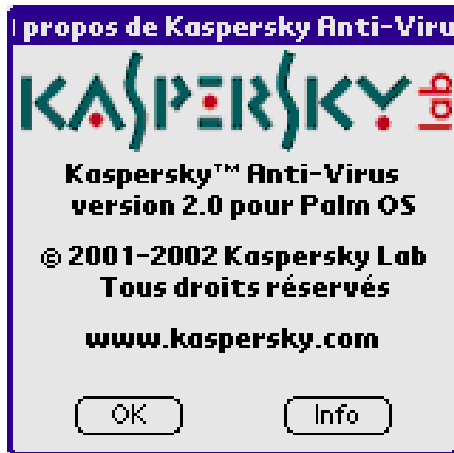 propos de Kaspersky Anti-Viru
KASPERSKY lab
Kaspersky™ Anti-Virus
version 2.0 pour Palm OS
© 2001-2002 Kaspersky Lab
Tous droits réservés
www.kaspersky.com
OK Info